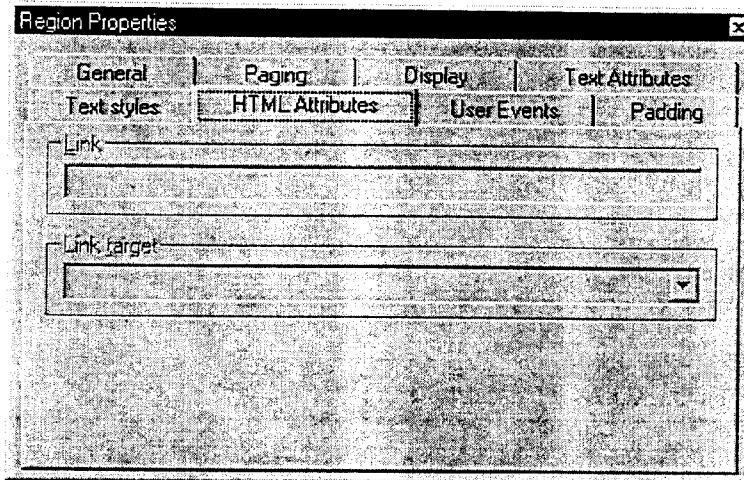 Region Properties
General Paging Display Text Attributes
Text styles HTML Attributes User Events Padding
Link
Link target